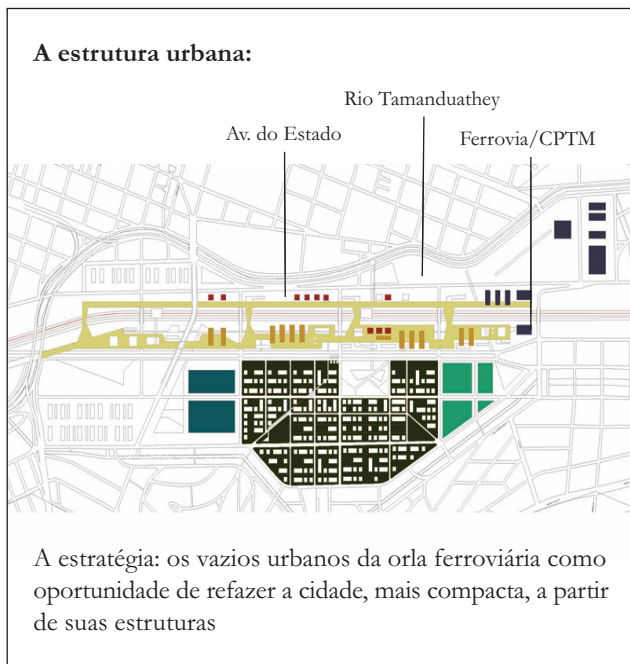 A estrutura urbana:
Rio Tamanduathey
Av. do Estado
Ferrovia/CPTM
A estratégia: os vazios urbanos da orla ferroviária como
oportunidade de refazer a cidade, mais compacta, a partir
de suas estruturas